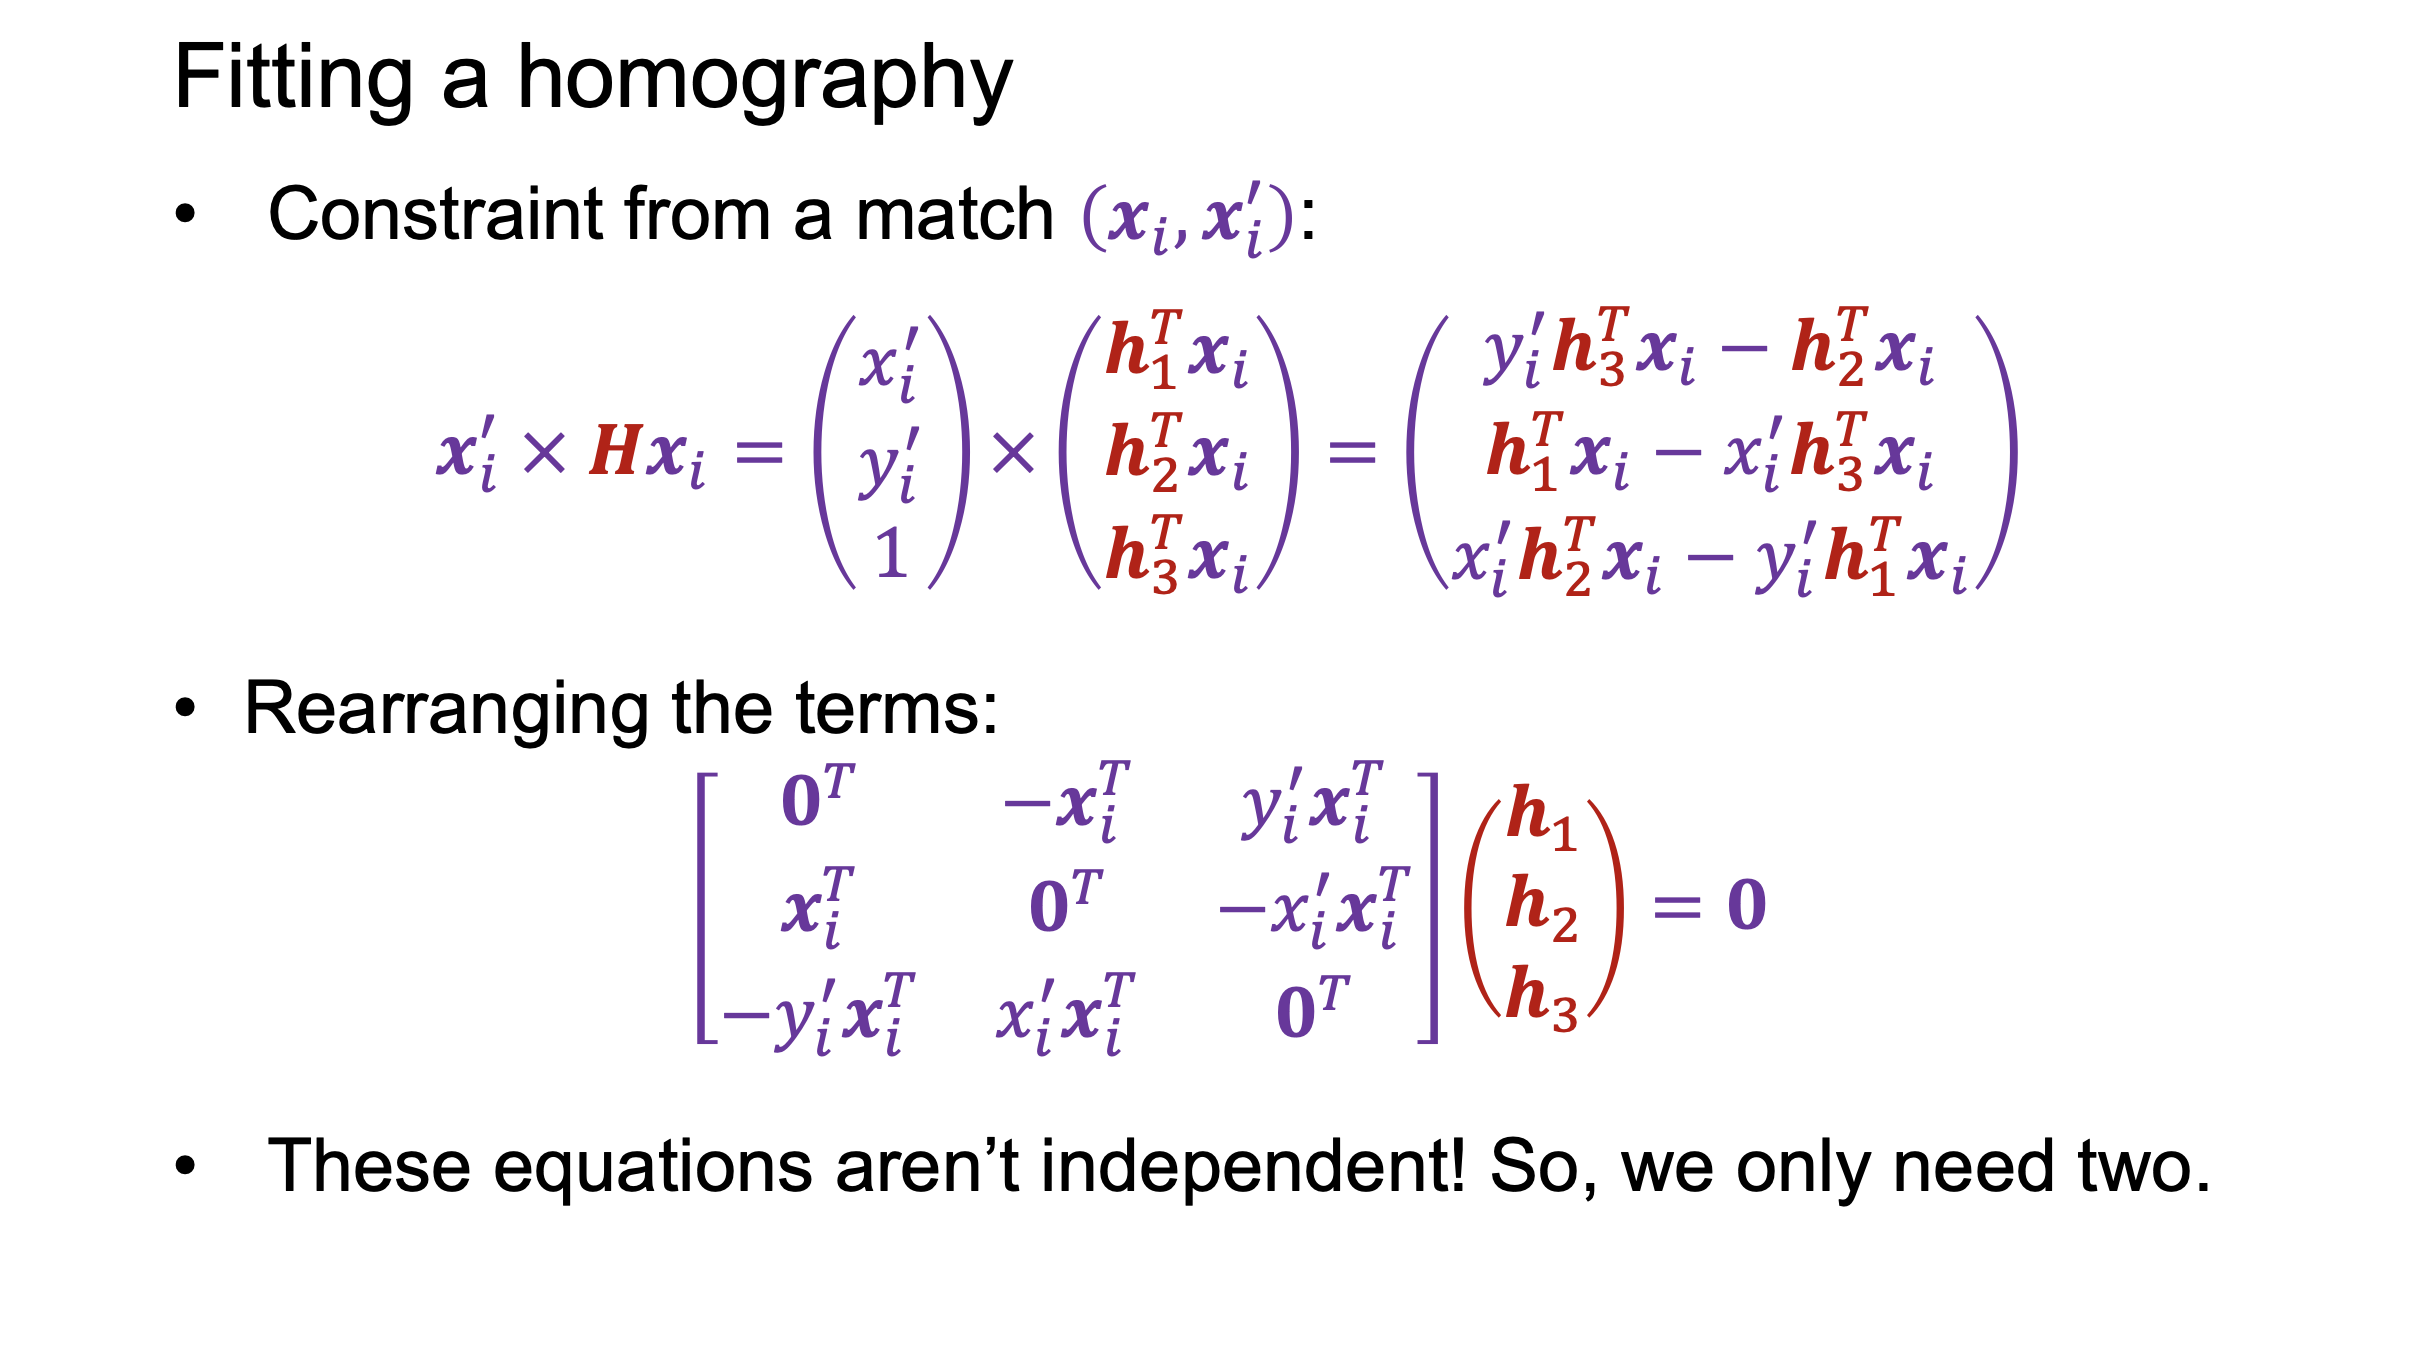 Fitting a homography
• Constraint from a match $(\boldsymbol{x}_i, \boldsymbol{x}_i')$:
$\boldsymbol{x}_i' \times \boldsymbol{H}\boldsymbol{x}_i = \begin{pmatrix} x_i' \\ y_i' \\ 1 \end{pmatrix} \times \begin{pmatrix} \boldsymbol{h}_1^T \boldsymbol{x}_i \\ \boldsymbol{h}_2^T \boldsymbol{x}_i \\ \boldsymbol{h}_3^T \boldsymbol{x}_i \end{pmatrix} = \begin{pmatrix} y_i' \boldsymbol{h}_3^T \boldsymbol{x}_i - \boldsymbol{h}_2^T \boldsymbol{x}_i \\ \boldsymbol{h}_1^T \boldsymbol{x}_i - x_i' \boldsymbol{h}_3^T \boldsymbol{x}_i \\ x_i' \boldsymbol{h}_2^T \boldsymbol{x}_i - y_i' \boldsymbol{h}_1^T \boldsymbol{x}_i \end{pmatrix}$
• Rearranging the terms:
$\begin{bmatrix} \boldsymbol{0}^T & -\boldsymbol{x}_i^T & y_i' \boldsymbol{x}_i^T \\ \boldsymbol{x}_i^T & \boldsymbol{0}^T & -x_i' \boldsymbol{x}_i^T \\ -y_i' \boldsymbol{x}_i^T & x_i' \boldsymbol{x}_i^T & \boldsymbol{0}^T \end{bmatrix} \begin{pmatrix} \boldsymbol{h}_1 \\ \boldsymbol{h}_2 \\ \boldsymbol{h}_3 \end{pmatrix} = \boldsymbol{0}$
• These equations aren’t independent! So, we only need two.